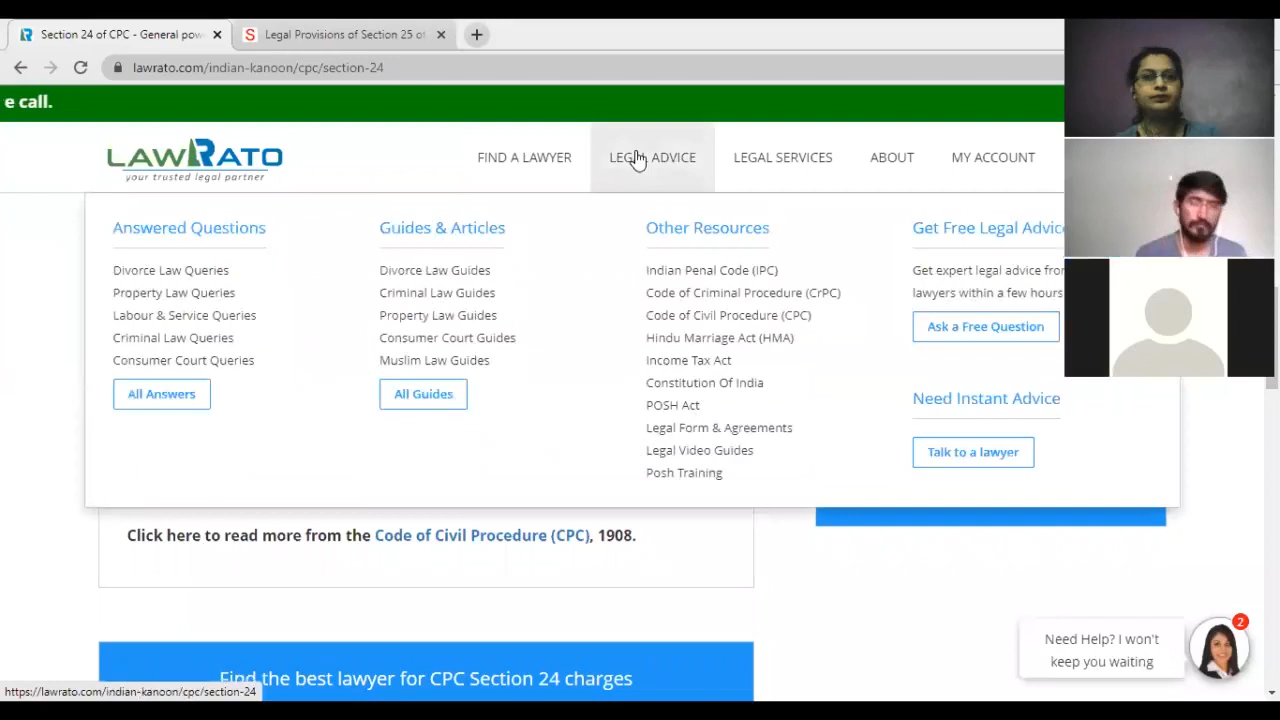 Section 24 of CPC - General pow
Legal Provisions of Section 25 of
lawrato.com/indian-kanoon/cpc/section-24
e call.
LAWRATO
your trusted legal partner
FIND A LAWYER
LEGAL ADVICE
LEGAL SERVICES
ABOUT
MY ACCOUNT
Answered Questions
Divorce Law Queries
Property Law Queries
Labour & Service Queries
Criminal Law Queries
Consumer Court Queries
All Answers
Guides & Articles
Divorce Law Guides
Criminal Law Guides
Property Law Guides
Consumer Court Guides
Muslim Law Guides
All Guides
Other Resources
Indian Penal Code (IPC)
Code of Criminal Procedure (CrPC)
Code of Civil Procedure (CPC)
Hindu Marriage Act (HMA)
Income Tax Act
Constitution Of India
POSH Act
Legal Form & Agreements
Legal Video Guides
Posh Training
Get Free Legal Advice
Get expert legal advice from
lawyers within a few hours
Ask a Free Question
Need Instant Advice
Talk to a lawyer
Click here to read more from the Code of Civil Procedure (CPC), 1908.
Need Help? I won't
keep you waiting
2
Find the best lawyer for CPC Section 24 charges
https://lawrato.com/indian-kanoon/cpc/section-24